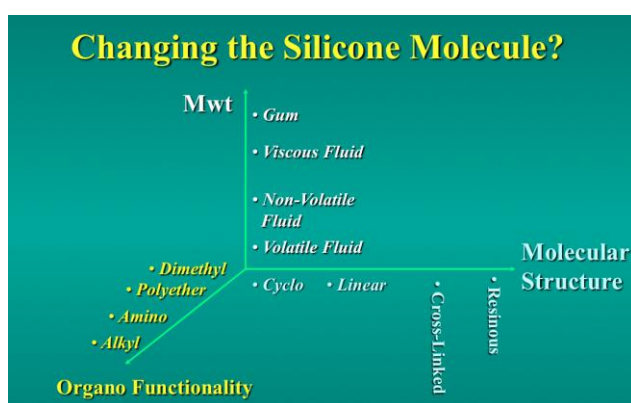 Changing the Silicone Molecule?
Mwt
• Gum
• Viscous Fluid
• Non-Volatile
Fluid
• Volatile Fluid
Molecular
Structure
• Cyclo
• Linear
• Cross-Linked
• Resinous
• Dimethyl
• Polyether
• Amino
• Alkyl
Organo Functionality